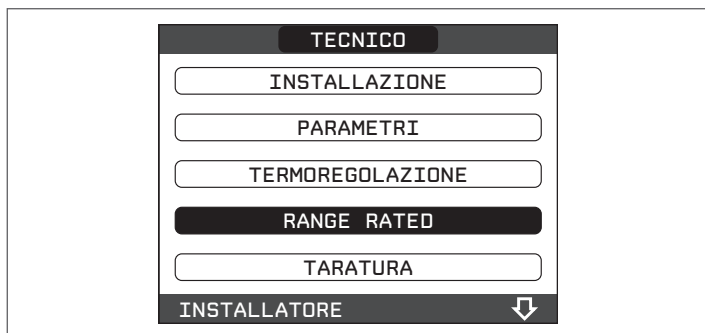 TECNICO
INSTALLAZIONE
PARAMETRI
TERMOREGOLAZIONE
RANGE RATED
TARATURA
INSTALLATORE